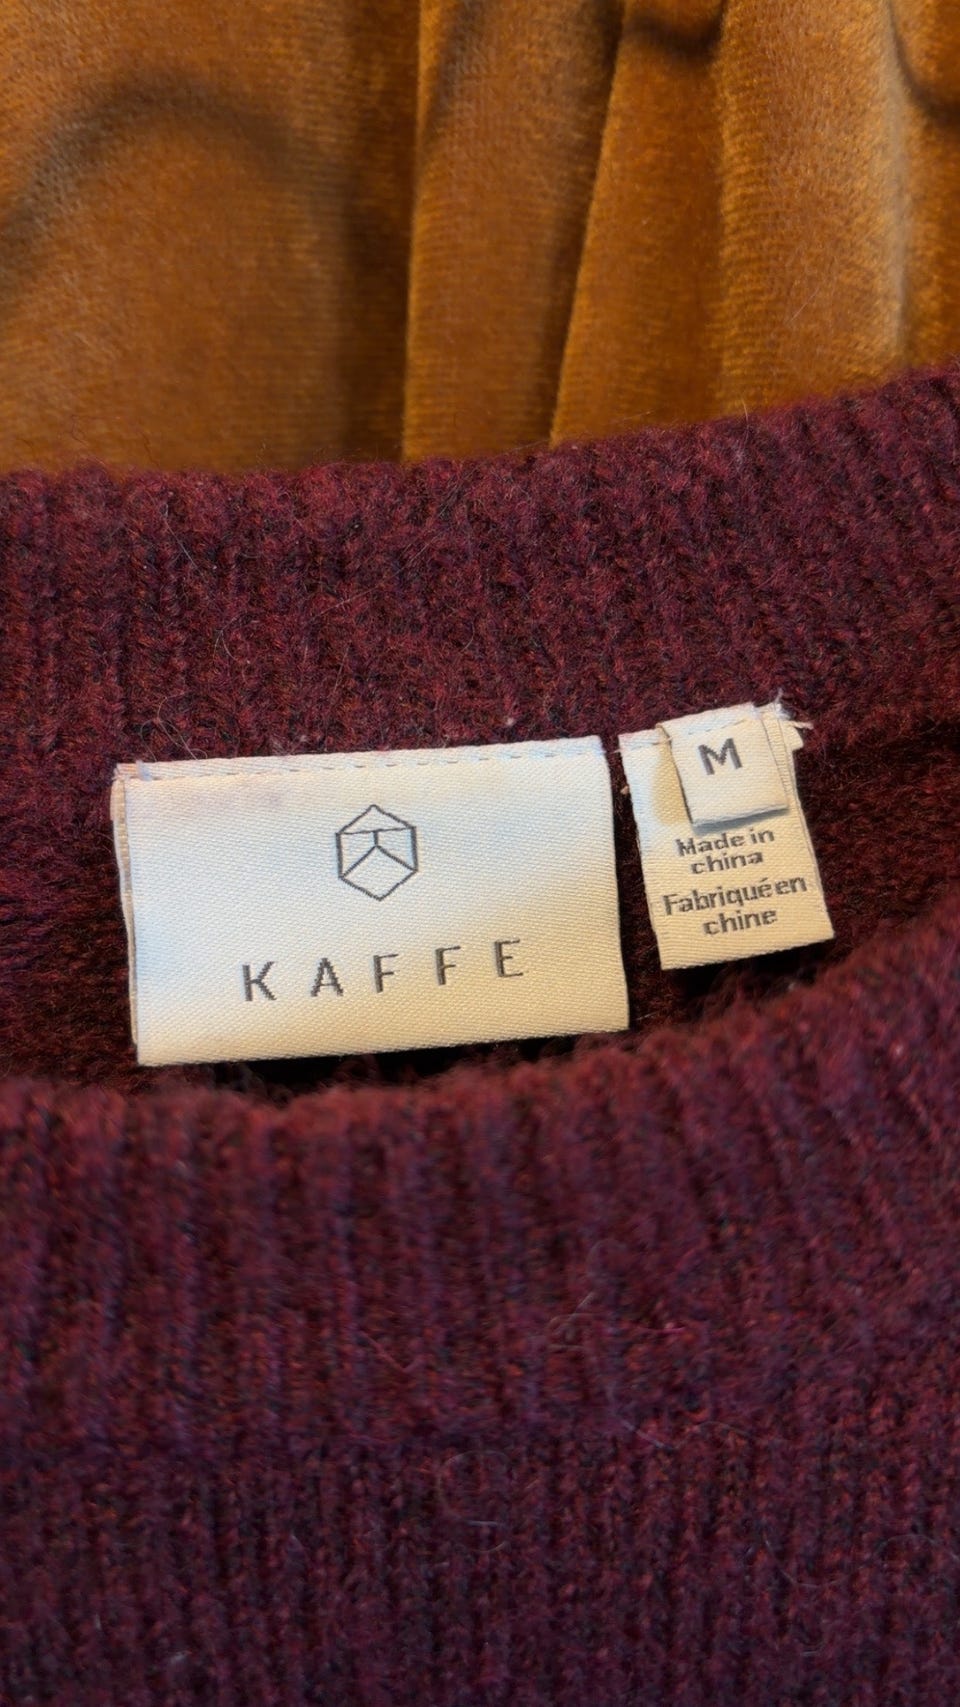 KAFFE
M
Made in
china
Fabriqué en
chine